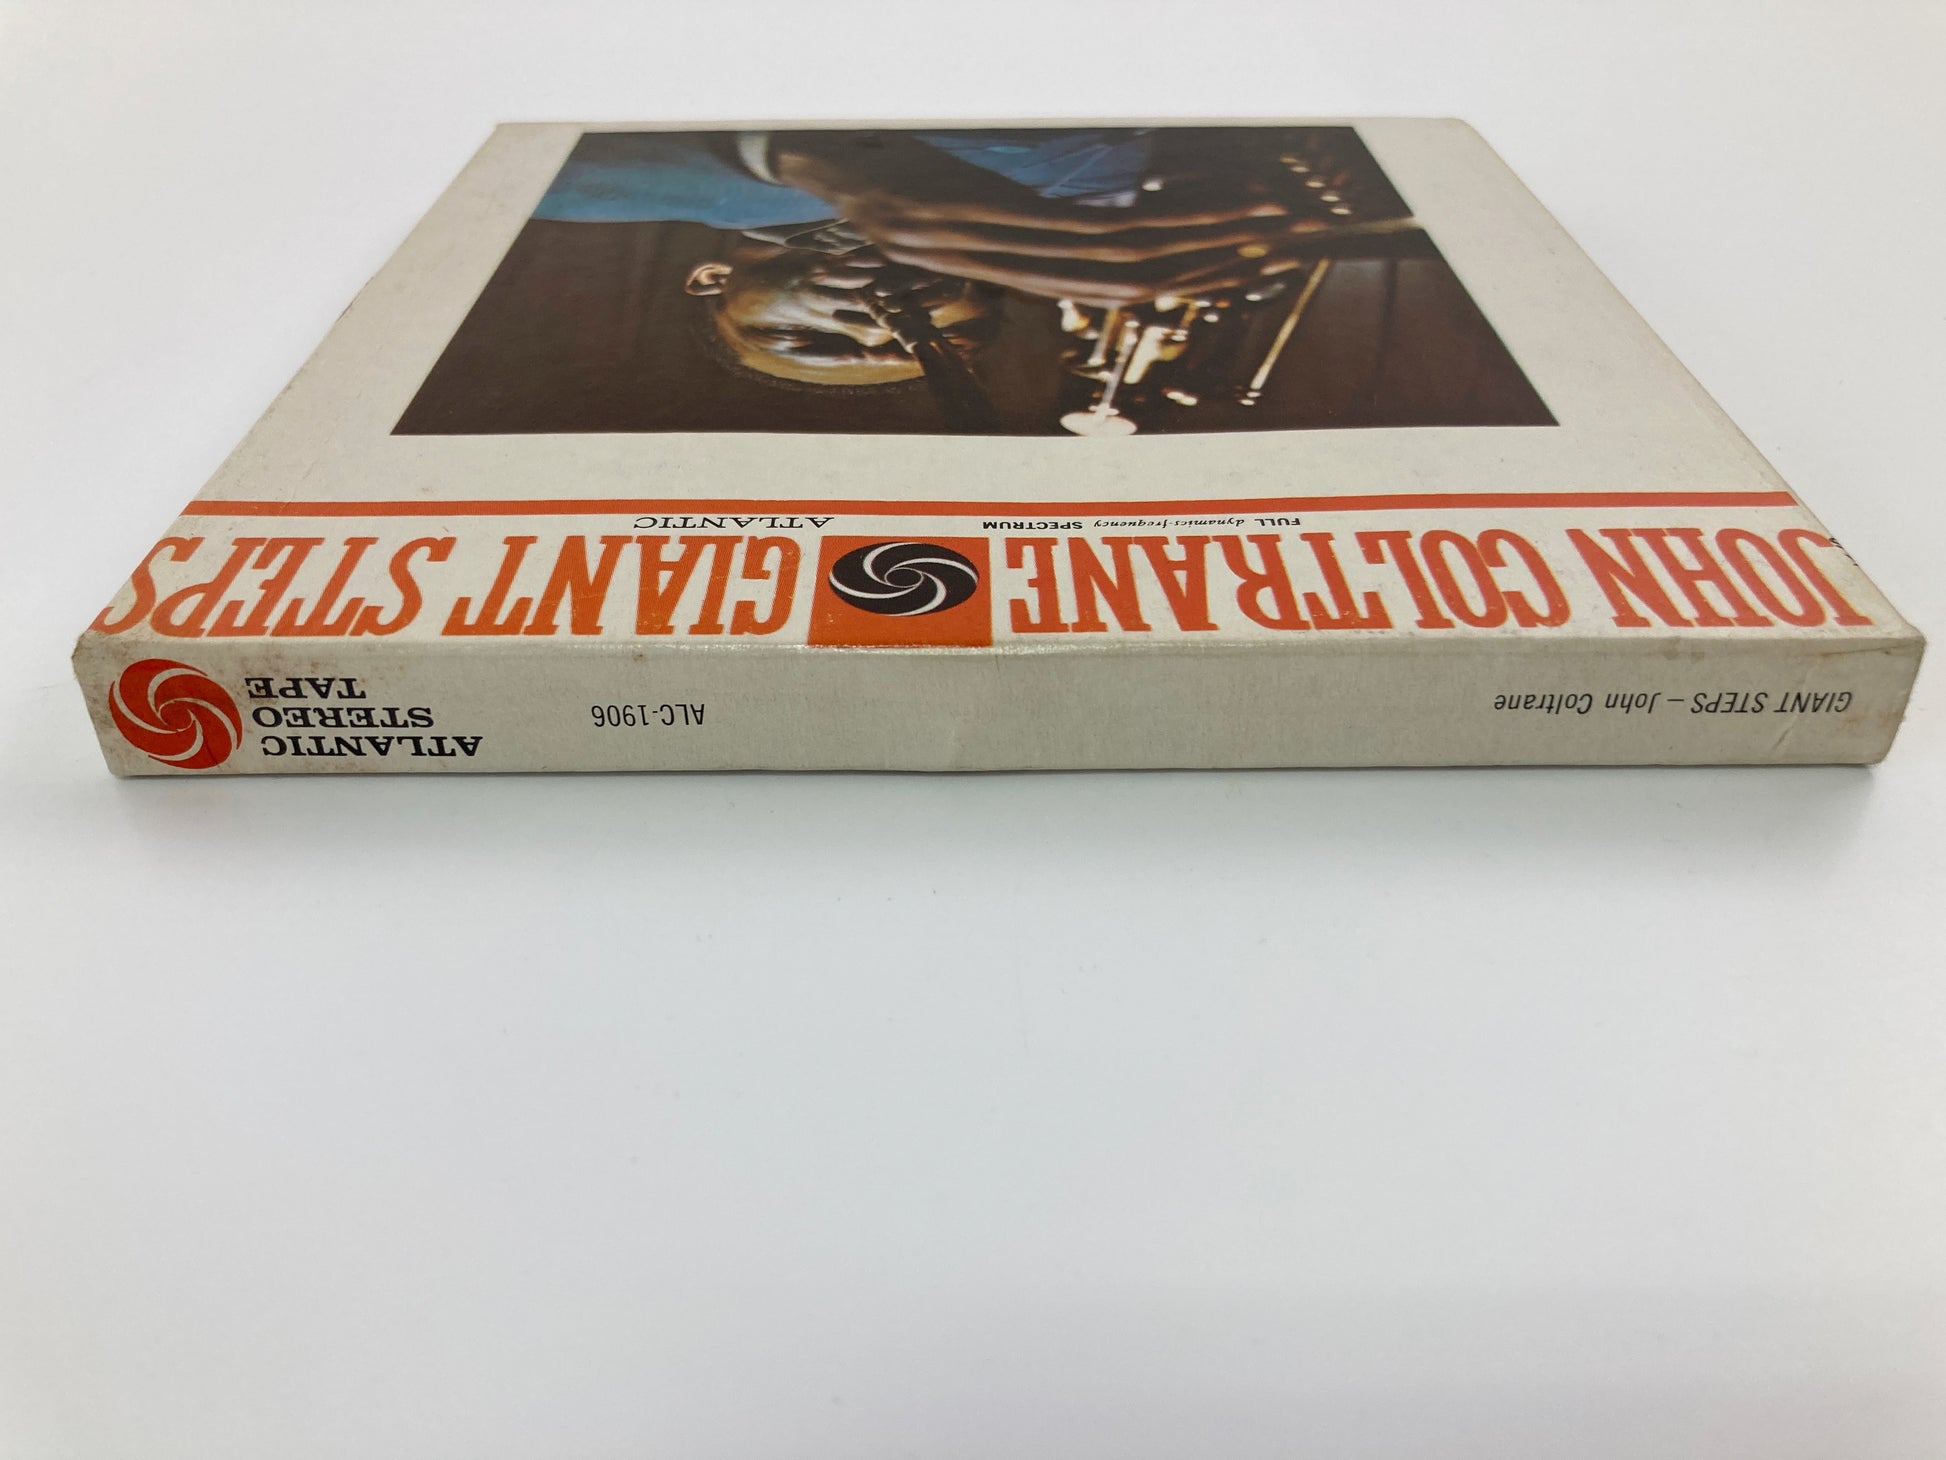 JOHN COLTRANE GIANT STEPS
FULL dynamics-frequency SPECTRUM
ATLANTIC
GIANT STEPS – John Coltrane
ALC-1906
ATLANTIC
STEREO
TAPE